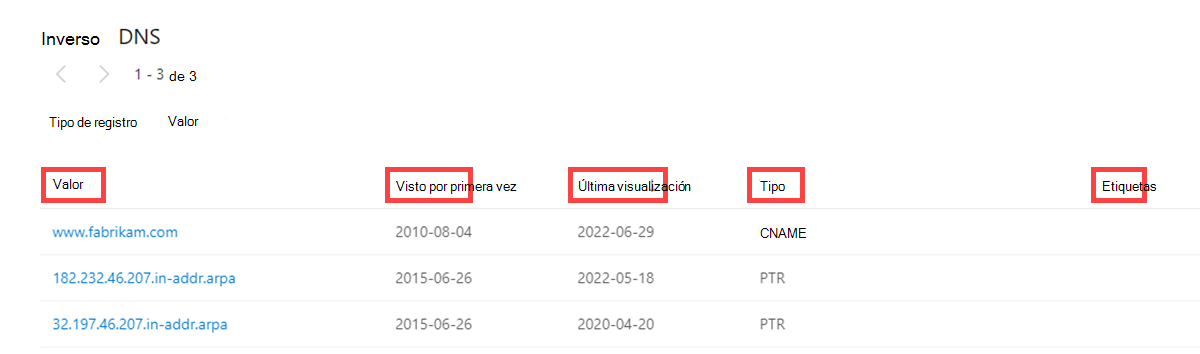 Inverso DNS
1 - 3 de 3
Tipo de registro Valor
Valor Visto por primera vez Última visualización Tipo Etiquetas
www.fabrikam.com 2010-08-04 2022-06-29 CNAME
182.232.46.207.in-addr.arpa 2015-06-26 2022-05-18 PTR
32.197.46.207.in-addr.arpa 2015-06-26 2020-04-20 PTR